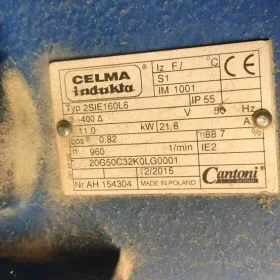 CELMA
indukta
Iz. F/ °C
S1
IM 1001
IP 55
CE
Typ 2SIE160L6
400 Δ V 50
11,0 kW 21,8 A
cos 0.82 η 88.7 %
n 960 1/min IE2
20G50C32K0LG0001
12/2015
Nr AH 154304 MADE IN POLAND
Cantoni